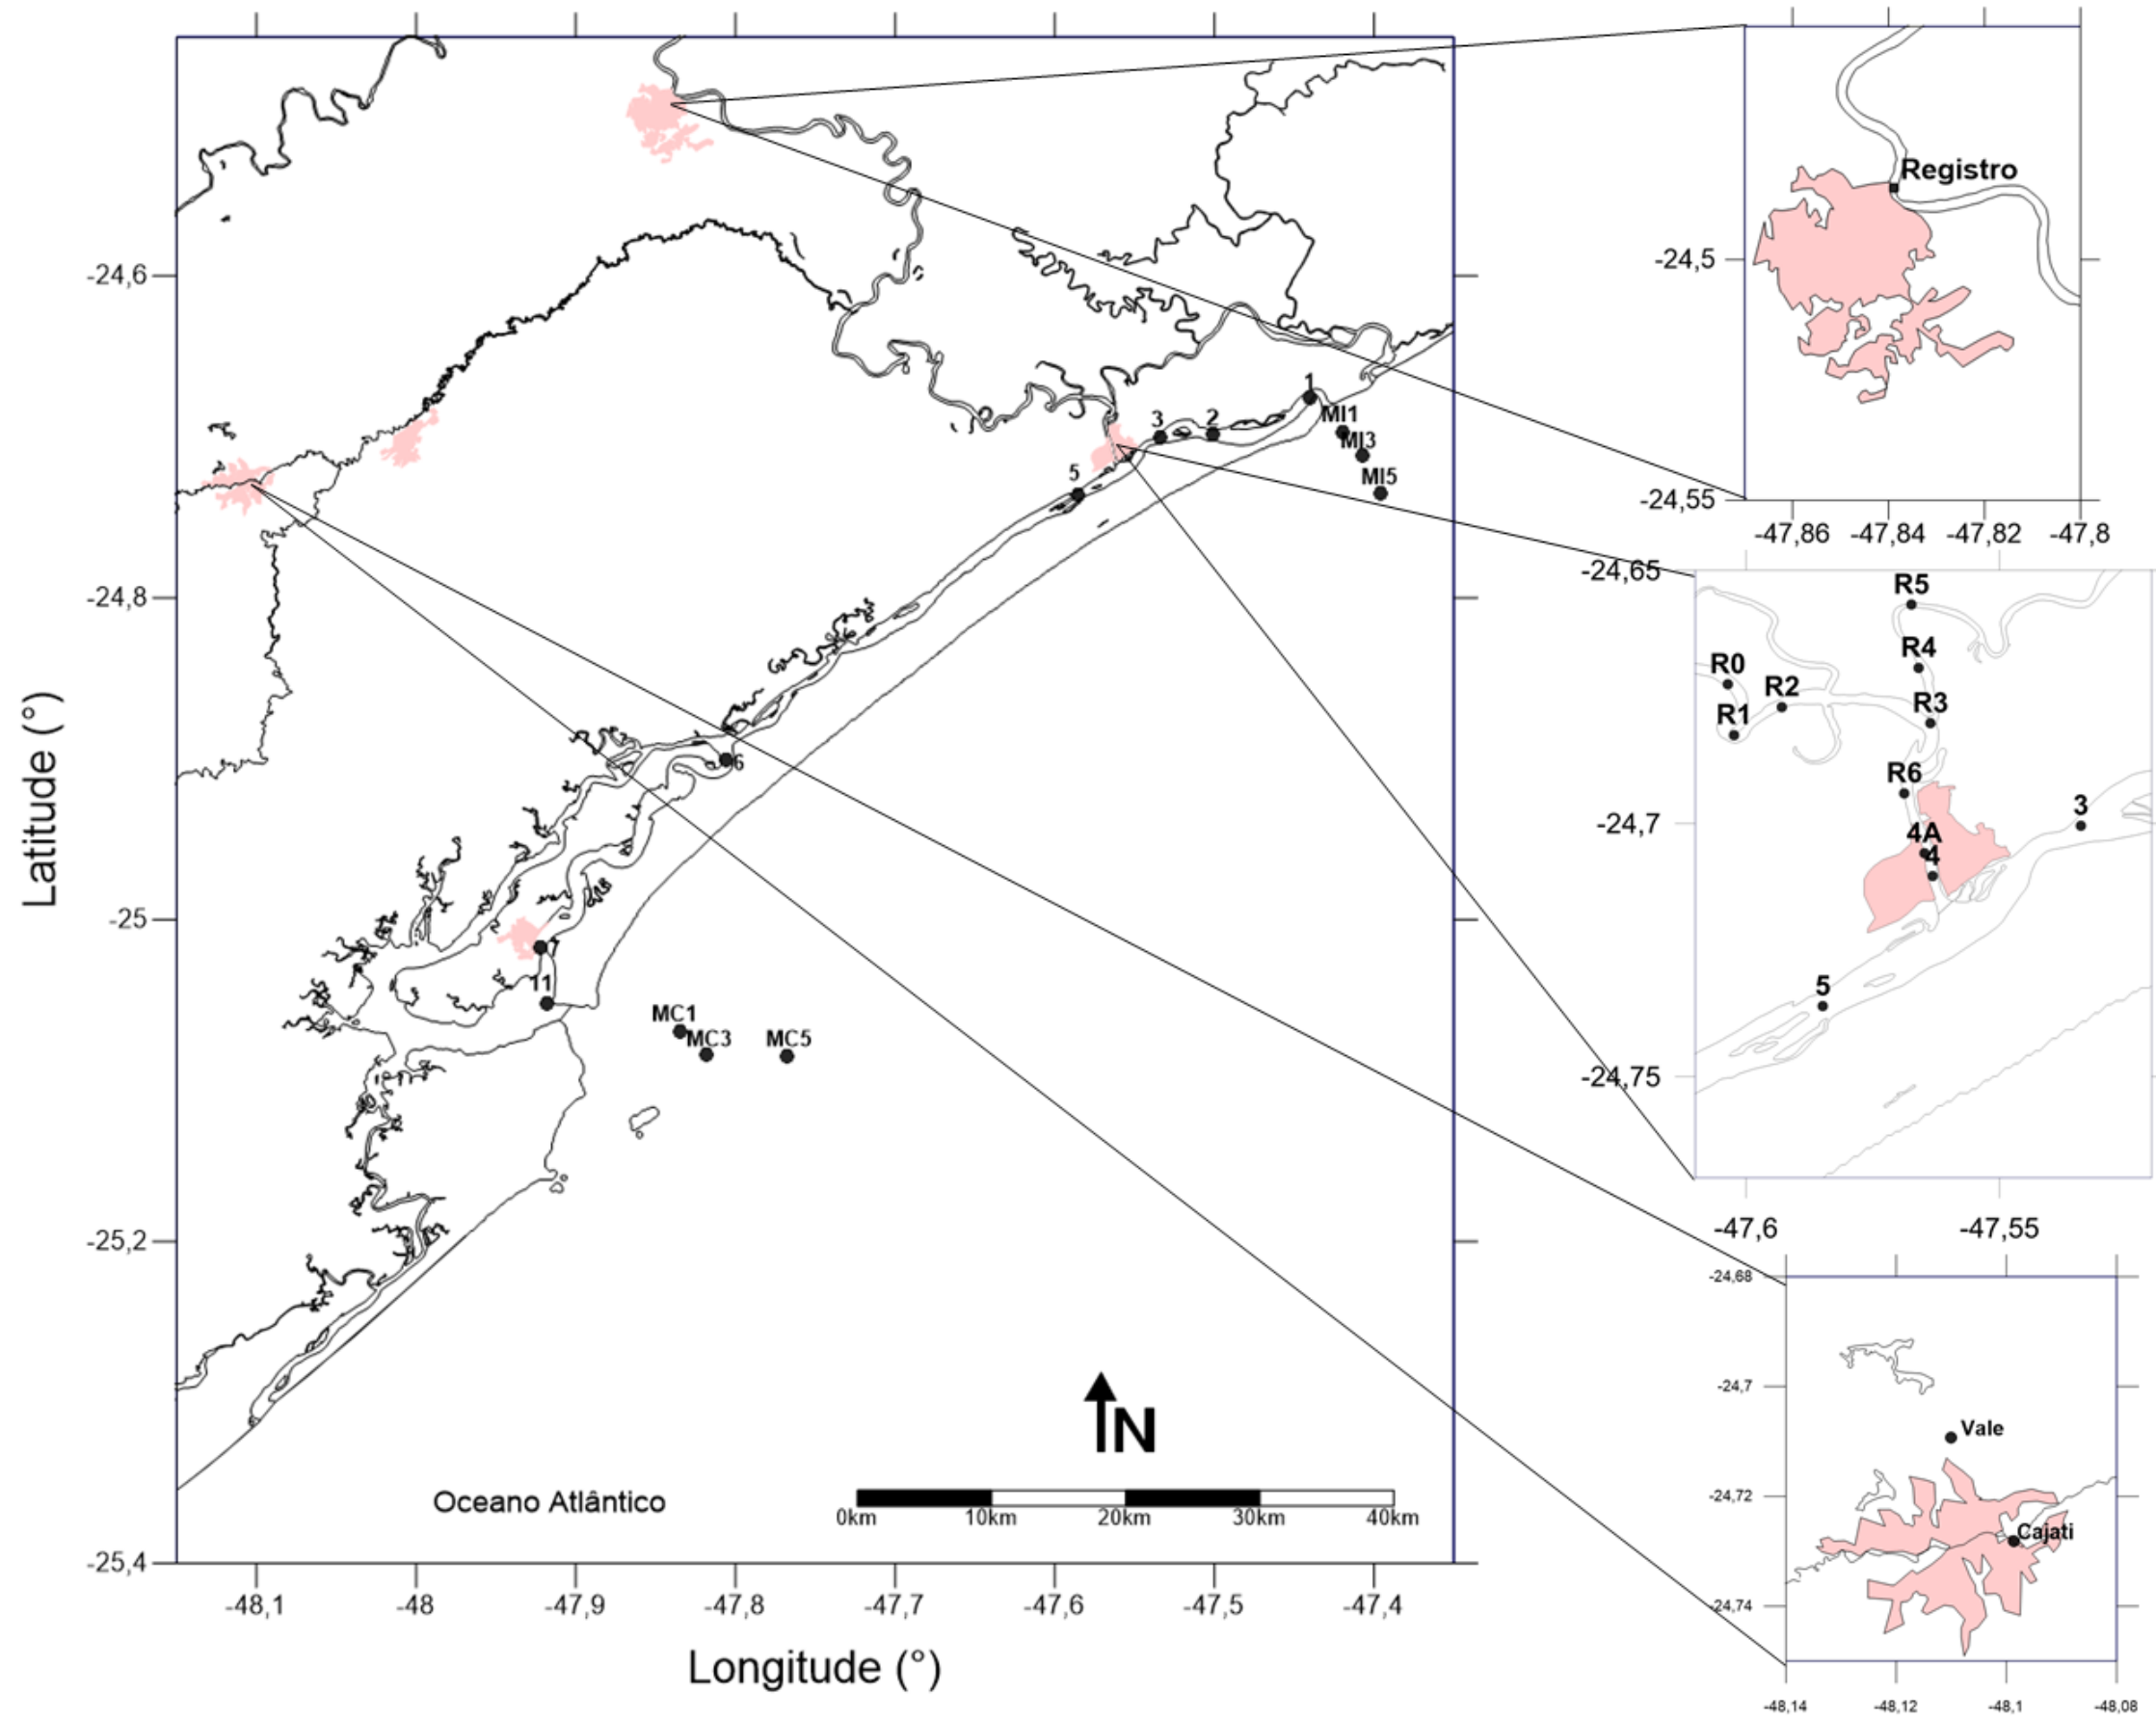 Latitude (°)
-24,6
-24,8
-25
-25,2
-25,4
-48,1
-48
-47,9
-47,8
-47,7
-47,6
-47,5
-47,4
Longitude (°)
1
MI1
2
3
MI3
MI5
5
6
7
11
MC1
MC3
MC5
N
Oceano Atlântico
0km
10km
20km
30km
40km
Registro
-24,5
-24,55
-47,86
-47,84
-47,82
-47,8
-24,65
R5
R4
R0
R2
R3
R1
R6
-24,7
3
4A
4
5
-24,75
-47,6
-47,55
-24,68
-24,7
Vale
-24,72
Cajati
-24,74
-48,14
-48,12
-48,1
-48,08